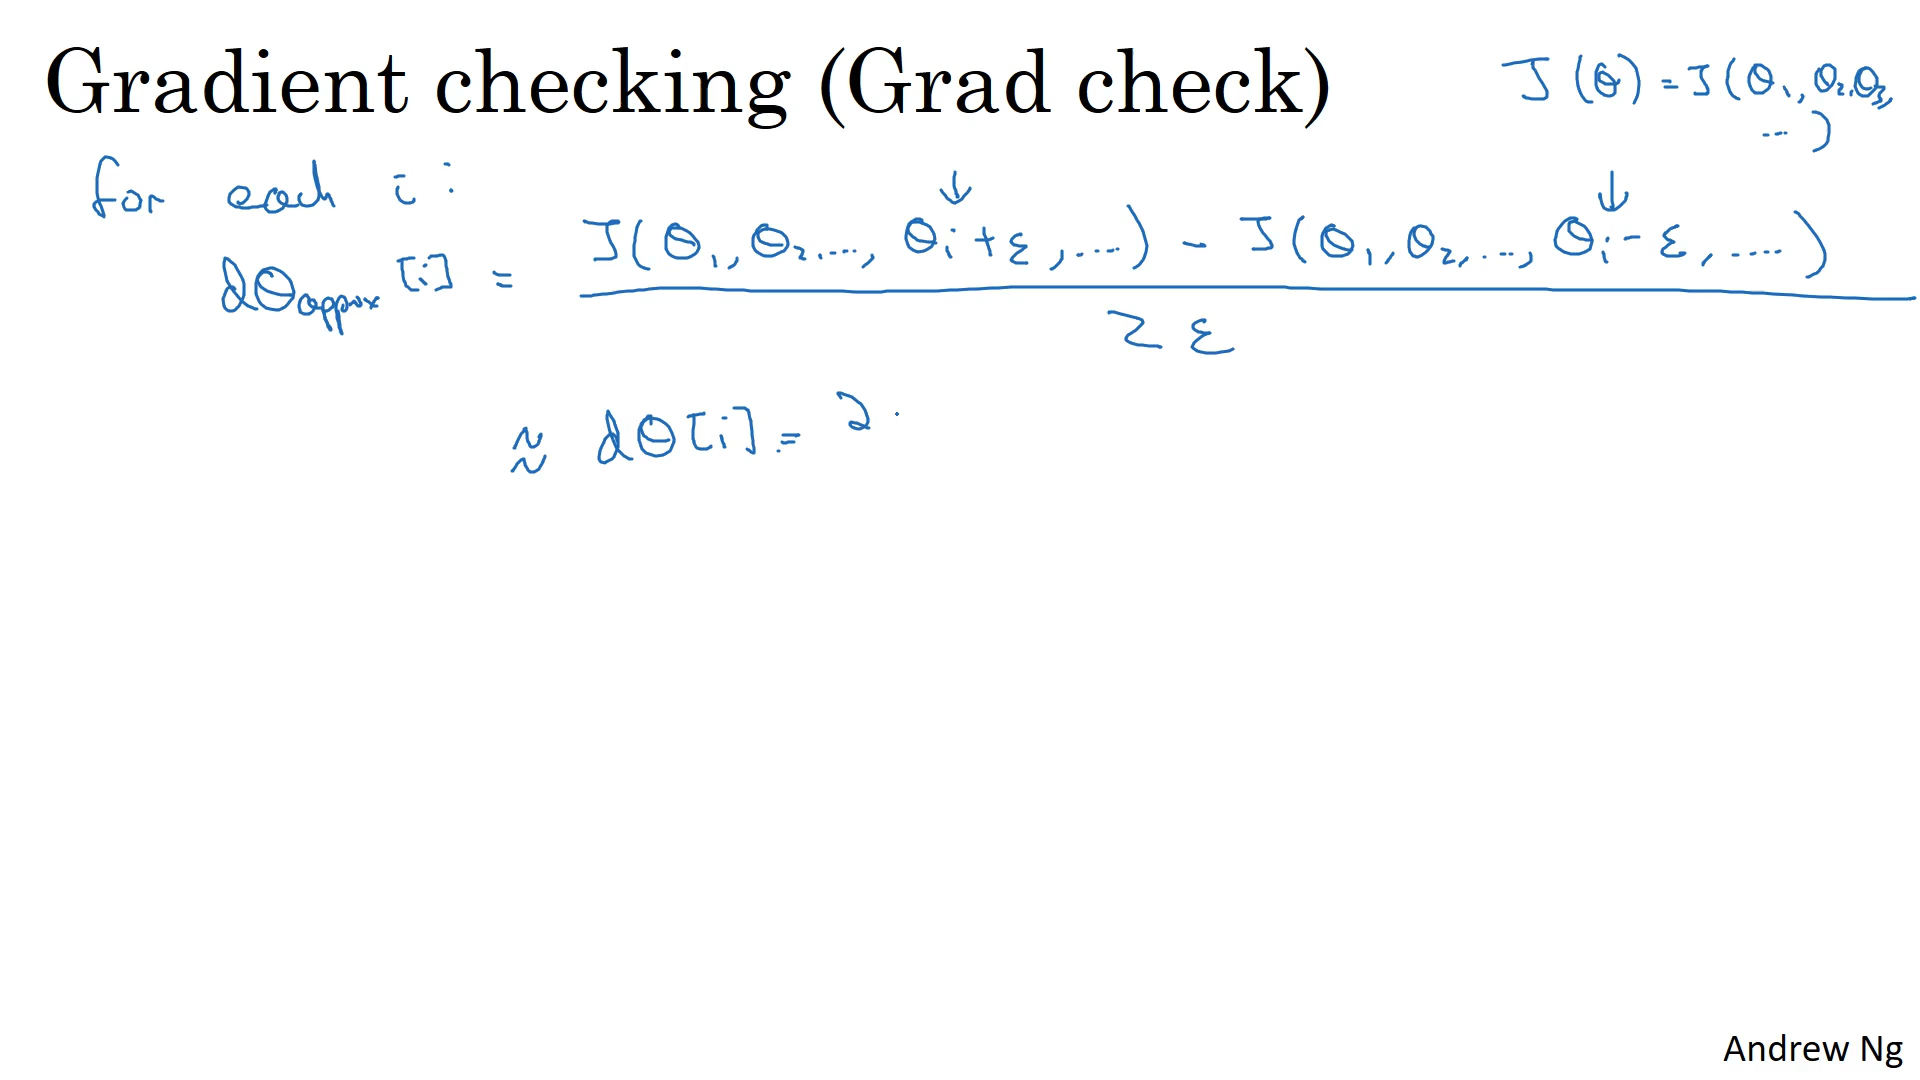 Gradient checking (Grad check)
J(θ) = J(θ₁, θ₂, θ₃,
...)
for each i:
dθapprox[i] = J(θ₁, θ₂, ..., θᵢ+ε, ...) - J(θ₁, θ₂, ..., θᵢ-ε, ...)
2ε
≈ dθ[i] = ∂
Andrew Ng